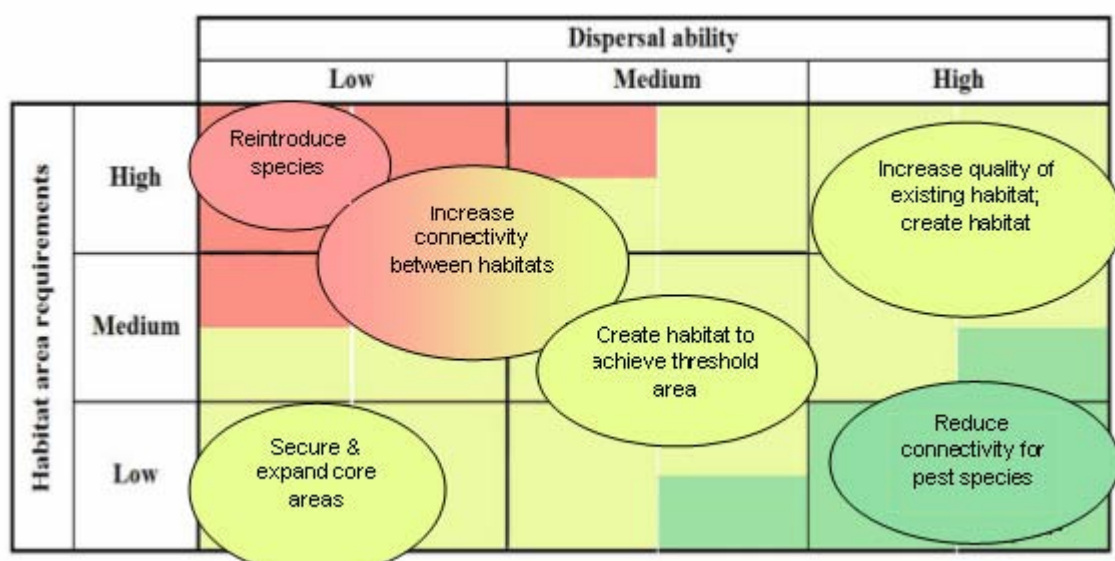 Dispersal ability
Low Medium High
Habitat area requirements
High
Reintroduce
species
Increase
connectivity
between habitats
Increase quality of
existing habitat;
create habitat
Medium
Create habitat to
achieve threshold
area
Low
Secure &
expand core
areas
Reduce
connectivity for
pest species